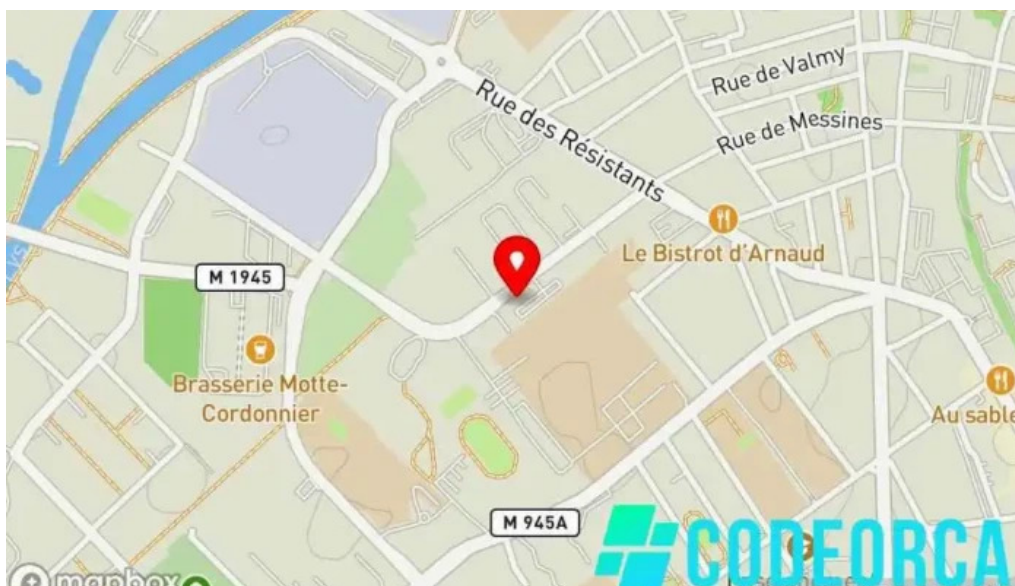 Rue de Valmy
Rue des Résistants
Rue de Messines
Le Bistrot d'Arnaud
M 1945
Brasserie Motte-
Cordonnier
Au sable
M 945A
CODEORCA
mapbox